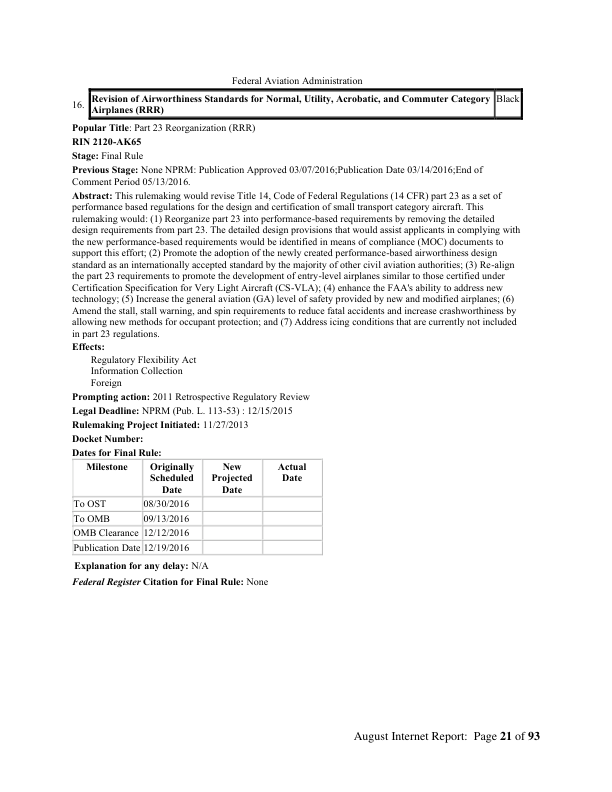 Federal Aviation Administration
16. Revision of Airworthiness Standards for Normal, Utility, Acrobatic, and Commuter Category Black
Airplanes (RRR)
Popular Title: Part 23 Reorganization (RRR)
RIN 2120-AK65
Stage: Final Rule
Previous Stage: None NPRM: Publication Approved 03/07/2016;Publication Date 03/14/2016;End of
Comment Period 05/13/2016.
Abstract: This rulemaking would revise Title 14, Code of Federal Regulations (14 CFR) part 23 as a set of
performance based regulations for the design and certification of small transport category aircraft. This
rulemaking would: (1) Reorganize part 23 into performance-based requirements by removing the detailed
design requirements from part 23. The detailed design provisions that would assist applicants in complying with
the new performance-based requirements would be identified in means of compliance (MOC) documents to
support this effort; (2) Promote the adoption of the newly created performance-based airworthiness design
standard as an internationally accepted standard by the majority of other civil aviation authorities; (3) Re-align
the part 23 requirements to promote the development of entry-level airplanes similar to those certified under
Certification Specification for Very Light Aircraft (CS-VLA); (4) enhance the FAA's ability to address new
technology; (5) Increase the general aviation (GA) level of safety provided by new and modified airplanes; (6)
Amend the stall, stall warning, and spin requirements to reduce fatal accidents and increase crashworthiness by
allowing new methods for occupant protection; and (7) Address icing conditions that are currently not included
in part 23 regulations.
Effects:
Regulatory Flexibility Act
Information Collection
Foreign
Prompting action: 2011 Retrospective Regulatory Review
Legal Deadline: NPRM (Pub. L. 113-53) : 12/15/2015
Rulemaking Project Initiated: 11/27/2013
Docket Number:
Dates for Final Rule:
Milestone Originally New Actual
Scheduled Projected Date
Date Date
To OST 08/30/2016
To OMB 09/13/2016
OMB Clearance 12/12/2016
Publication Date 12/19/2016
Explanation for any delay: N/A
Federal Register Citation for Final Rule: None
August Internet Report: Page 21 of 93